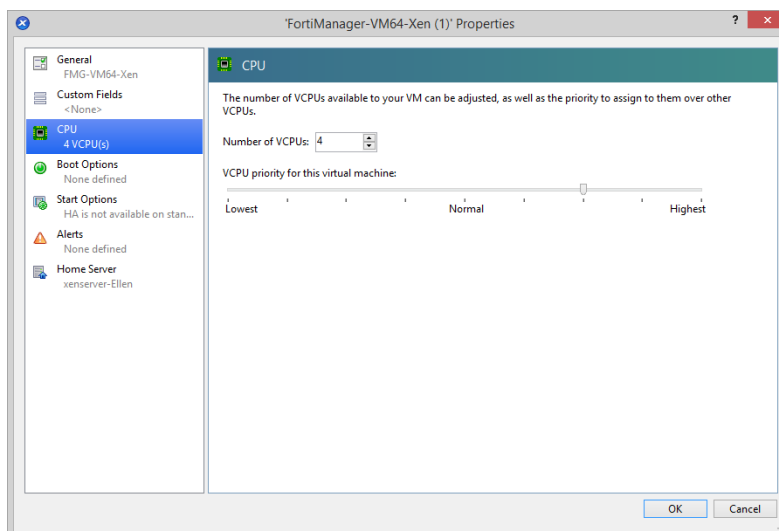 'FortiManager-VM64-Xen (1)' Properties
?
×
General
FMG-VM64-Xen
Custom Fields
<None>
CPU
4 VCPU(s)
Boot Options
None defined
Start Options
HA is not available on stan...
Alerts
None defined
Home Server
xenserver-Ellen
CPU
The number of VCPUs available to your VM can be adjusted, as well as the priority to assign to them over other
VCPUs.
Number of VCPUs: 4
VCPU priority for this virtual machine:
Lowest Normal Highest
OK Cancel